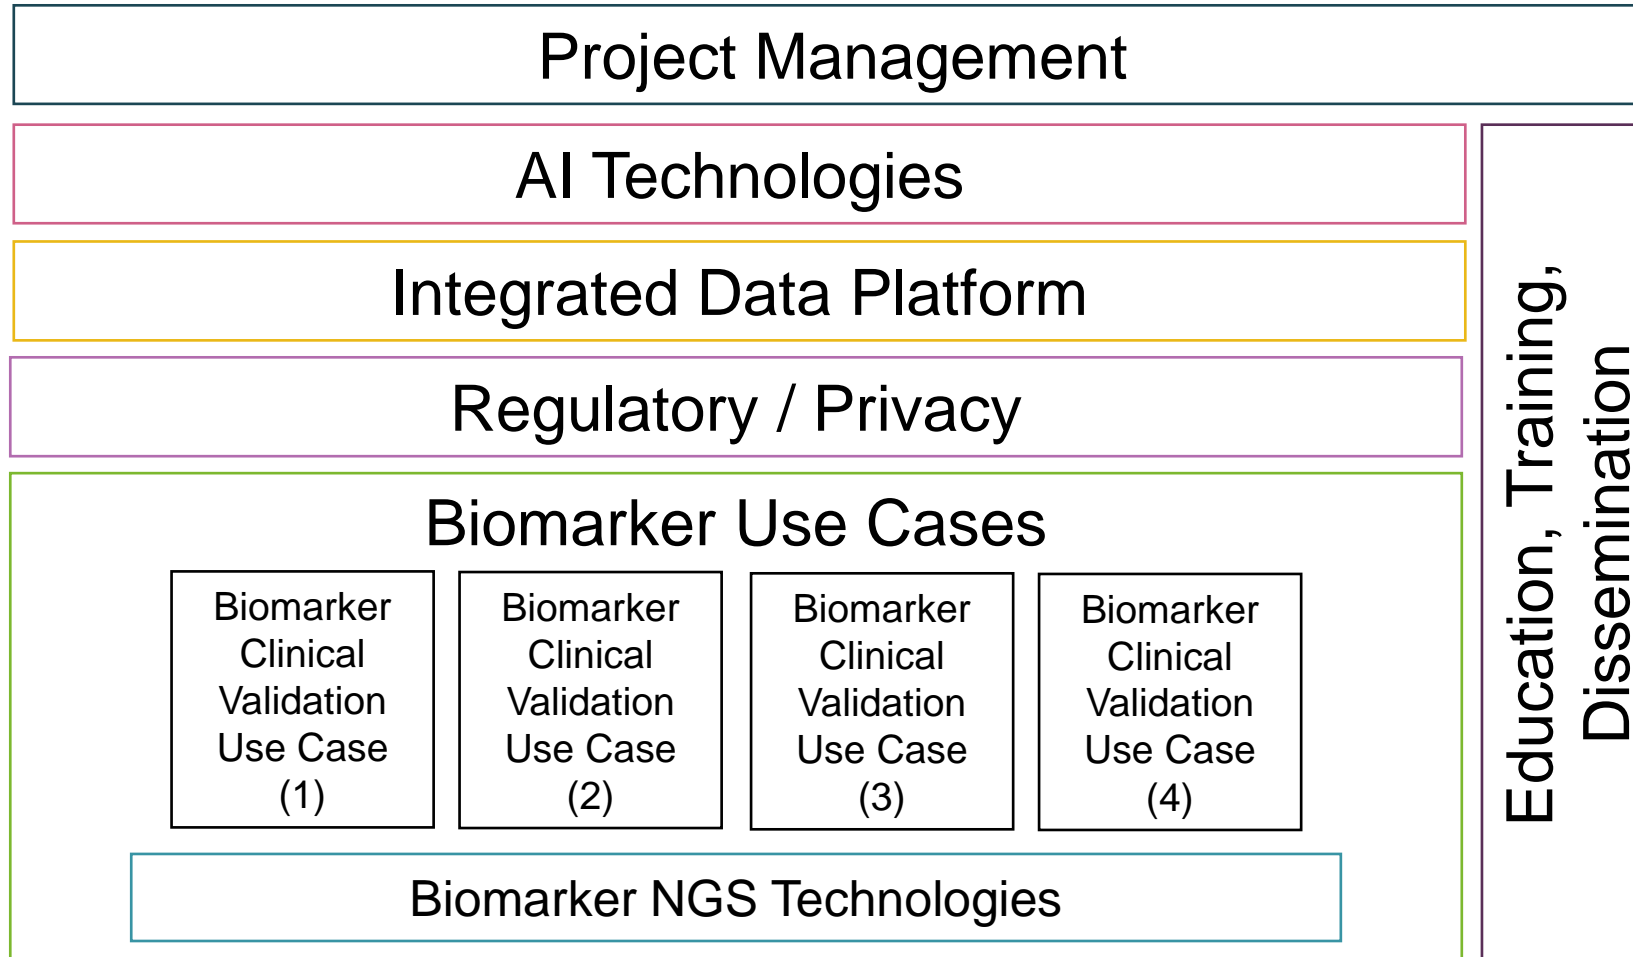 Project Management
AI Technologies
Integrated Data Platform
Regulatory / Privacy
Biomarker Use Cases
Biomarker
Clinical
Validation
Use Case
(1)
Biomarker
Clinical
Validation
Use Case
(2)
Biomarker
Clinical
Validation
Use Case
(3)
Biomarker
Clinical
Validation
Use Case
(4)
Biomarker NGS Technologies
Education, Training,
Dissemination